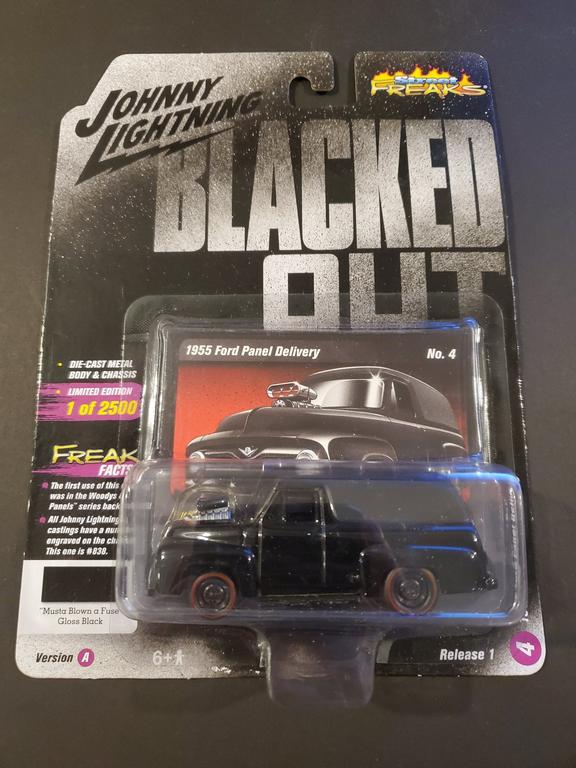 JOHNNY
LIGHTNING
Street
FREAKS
BLACKED
OUT
1955 Ford Panel Delivery
No. 4
• DIE-CAST METAL
BODY & CHASSIS
• LIMITED EDITION
1 of 2500
FREAK
FACTS
The first use of this
was in the Woodys
Panels" series back
All Johnny Lightning
castings have a
engraved on the
This one is #838.
"Musta Blown a Fuse
Gloss Black
Version A
6+
Release 1
4